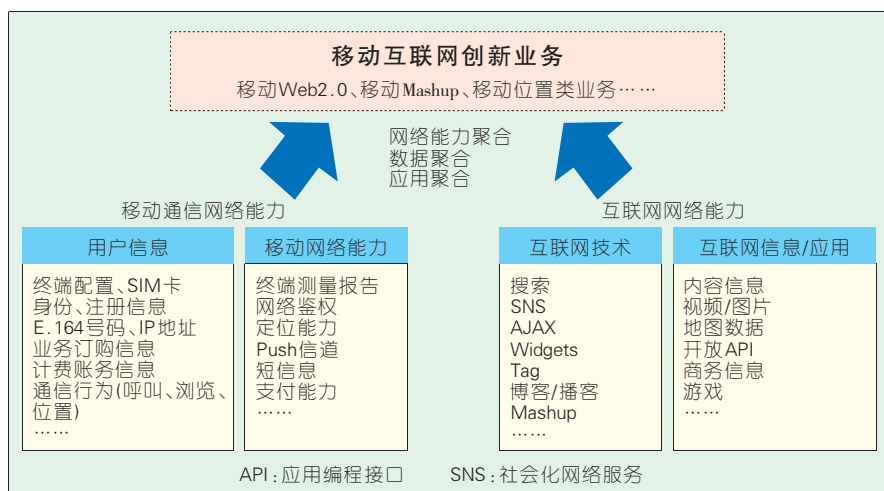 移动互联网创新业务
移动Web2.0、移动Mashup、移动位置类业务……
网络能力聚合
数据聚合
应用聚合
移动通信网络能力
互联网网络能力
用户信息
终端配置、SIM卡
身份、注册信息
E.164号码、IP地址
业务订购信息
计费账务信息
通信行为(呼叫、浏览、
位置)
……
移动网络能力
终端测量报告
网络鉴权
定位能力
Push信道
短信息
支付能力
……
互联网技术
搜索
SNS
AJAX
Widgets
Tag
博客/播客
Mashup
……
互联网信息/应用
内容信息
视频/图片
地图数据
开放API
商务信息
游戏
……
API:应用编程接口 SNS:社会化网络服务